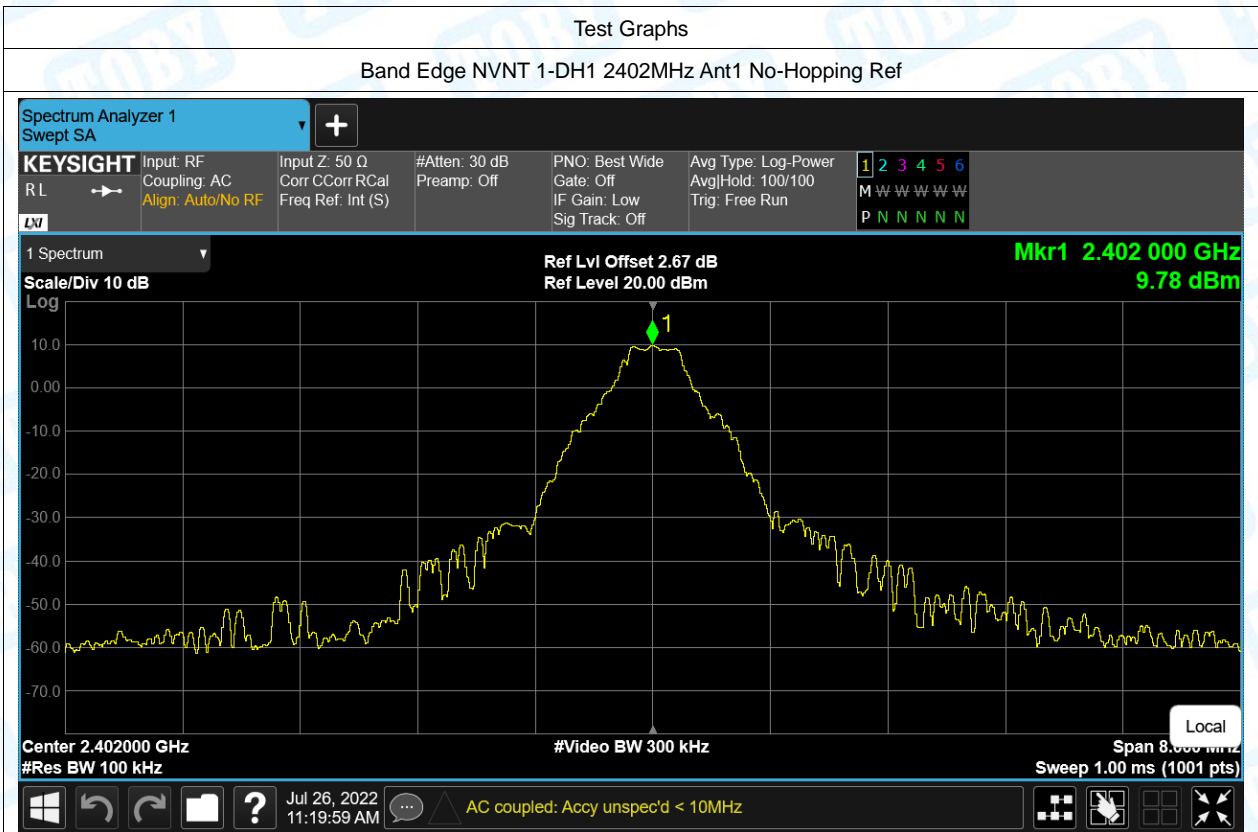 Test Graphs
Band Edge NVNT 1-DH1 2402MHz Ant1 No-Hopping Ref
Spectrum Analyzer 1
Swept SA
KEYSIGHT
R L
LXI
Input: RF
Coupling: AC
Align: Auto/No RF
Input Z: 50 Ω
Corr CCorr RCal
Freq Ref: Int (S)
#Atten: 30 dB
Preamp: Off
PNO: Best Wide
Gate: Off
IF Gain: Low
Sig Track: Off
Avg Type: Log-Power
Avg|Hold: 100/100
Trig: Free Run
1 2 3 4 5 6
M W W W W W W
P N N N N N
1 Spectrum
Scale/Div 10 dB
Log
Ref Lvl Offset 2.67 dB
Ref Level 20.00 dBm
Mkr1 2.402 000 GHz
9.78 dBm
1
10.0
0.00
-10.0
-20.0
-30.0
-40.0
-50.0
-60.0
-70.0
Local
Center 2.402000 GHz
#Video BW 300 kHz
Span 8.000 MHz
#Res BW 100 kHz
Sweep 1.00 ms (1001 pts)
?
Jul 26, 2022
11:19:59 AM
AC coupled: Accy unspec'd < 10MHz
TOBY